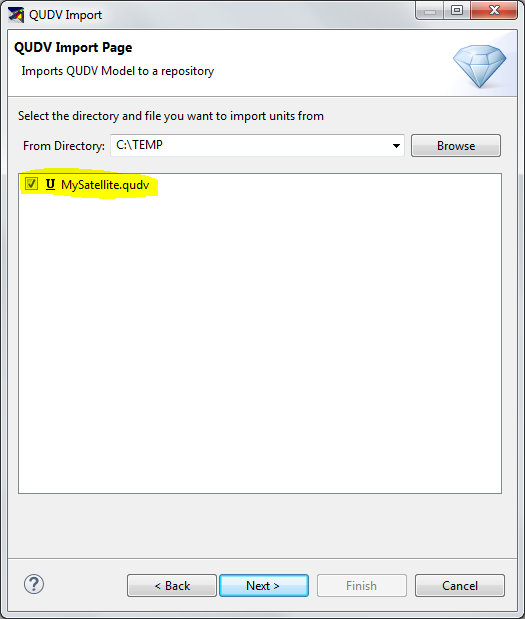 QUDV Import
QUDV Import Page
Imports QUDV Model to a repository
Select the directory and file you want to import units from
From Directory: C:\TEMP Browse
U MySatellite.qudv
? < Back Next > Finish Cancel